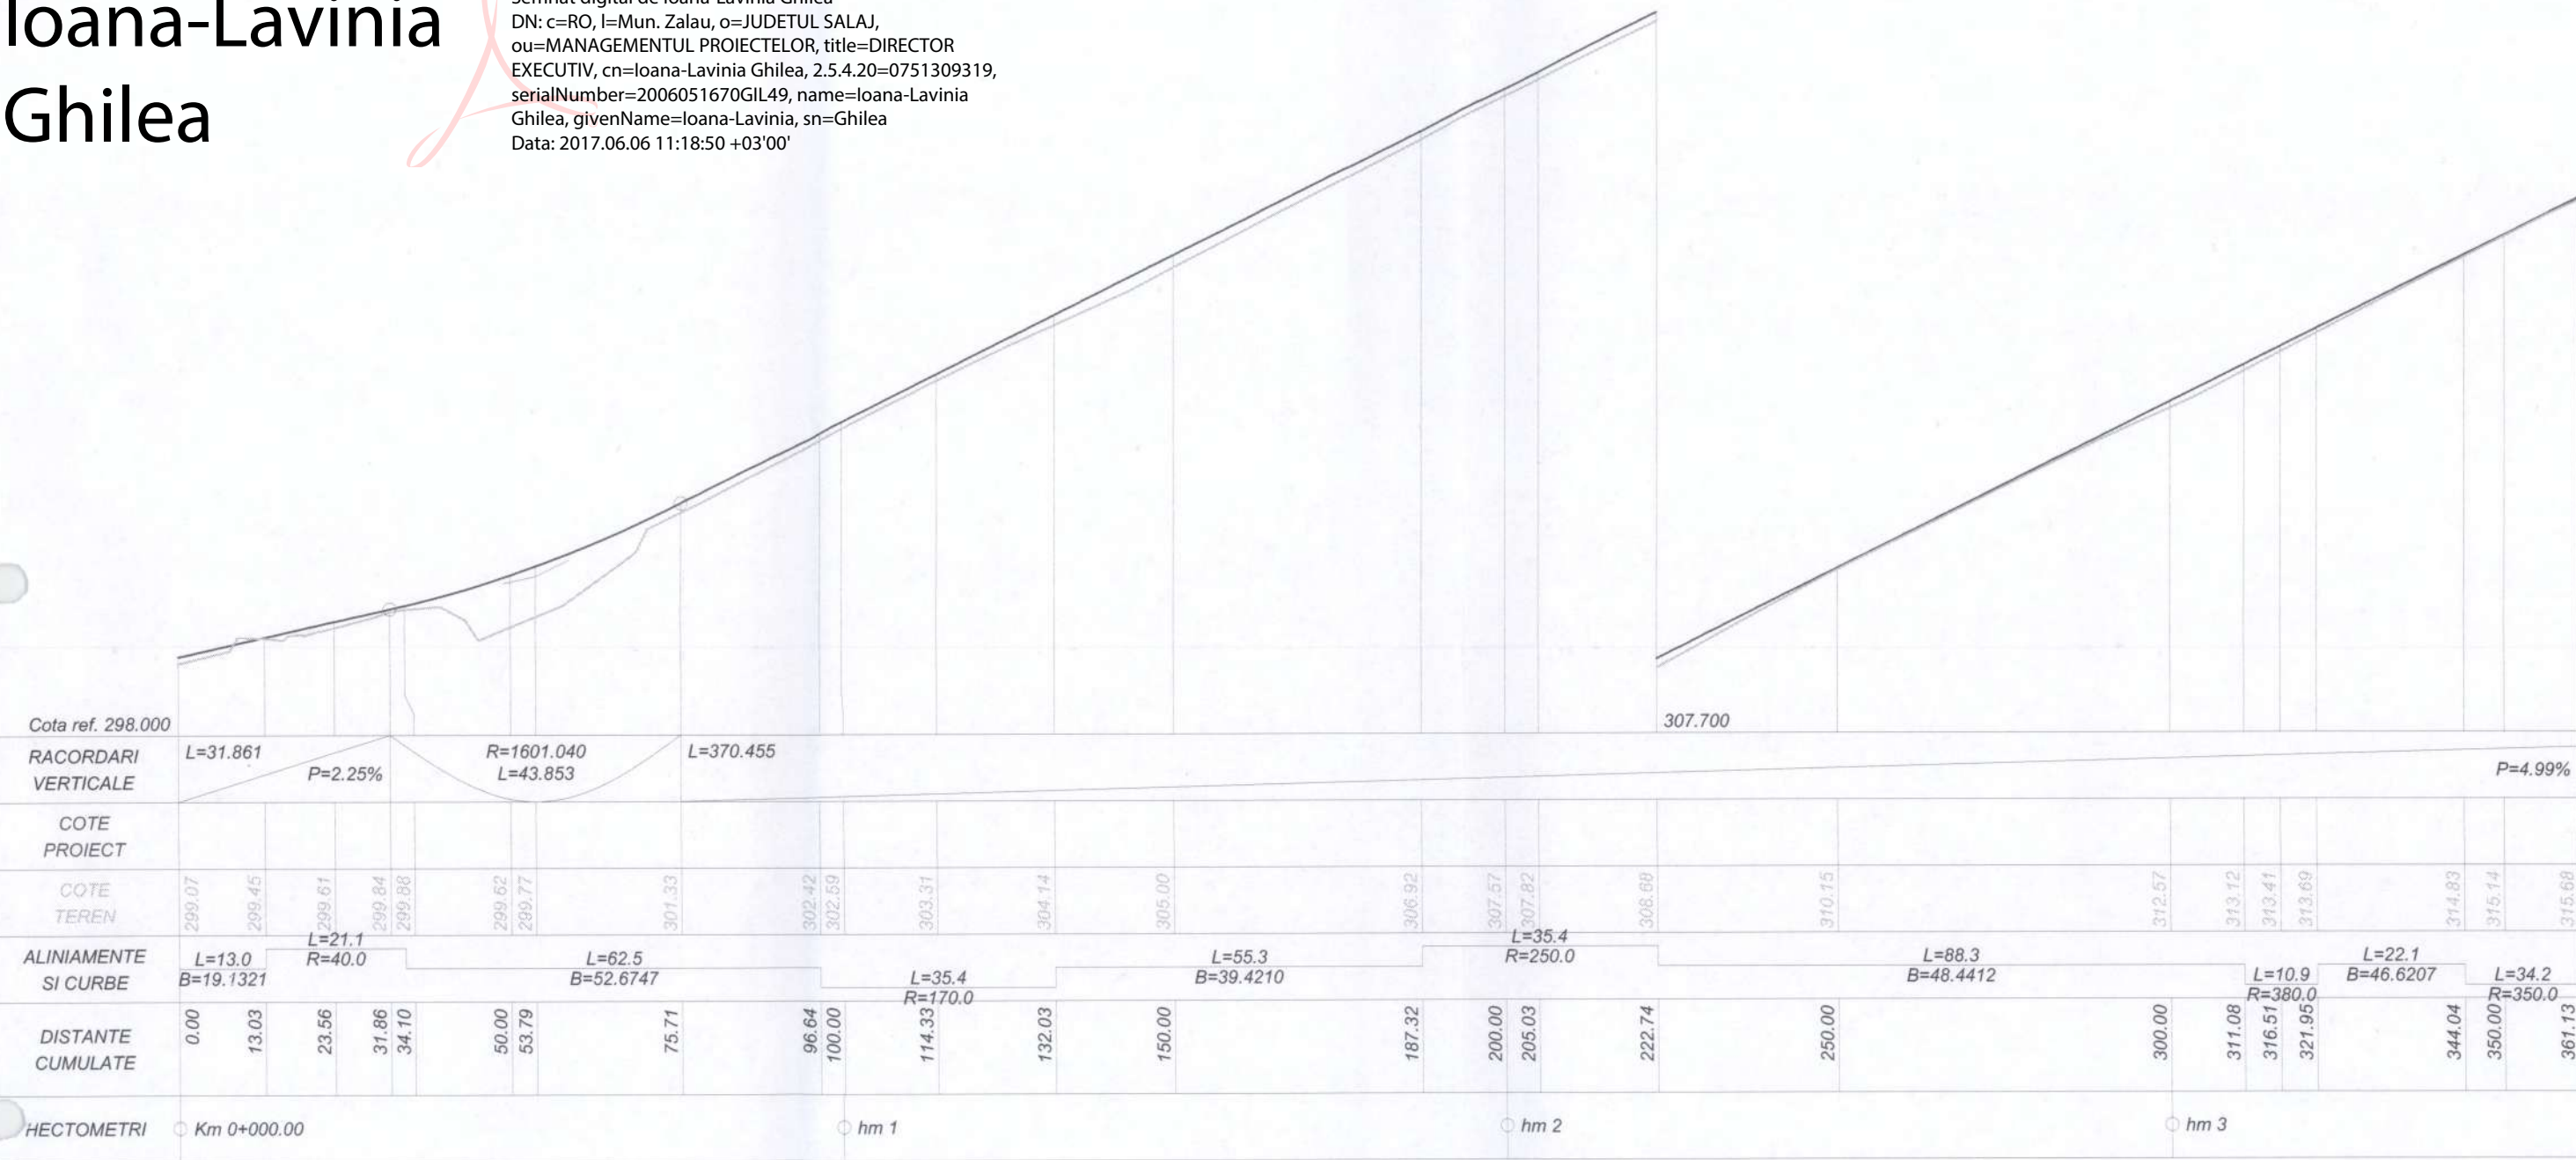 Ioana-Lavinia
Ghilea
Semnat digital de Ioana-Lavinia Ghilea
DN: c=RO, l=Mun. Zalau, o=JUDETUL SALAJ,
ou=MANAGEMENTUL PROIECTELOR, title=DIRECTOR
EXECUTIV, cn=Ioana-Lavinia Ghilea, 2.5.4.20=0751309319,
serialNumber=2006051670GIL49, name=Ioana-Lavinia
Ghilea, givenName=Ioana-Lavinia, sn=Ghilea
Data: 2017.06.06 11:18:50 +03'00'
Cota ref. 298.000 307.700
RACORDARI
VERTICALE
L=31.861
P=2.25%
R=1601.040
L=43.853
L=370.455
P=4.99%
COTE
PROIECT
COTE
TEREN
299.07 299.45 299.61 299.84 299.88 299.62 299.77 301.33 302.42 302.59 303.31 304.14 305.00 306.92 307.57 307.82 308.68 310.15 312.57 313.12 313.41 313.69 314.83 315.14 315.68
ALINIAMENTE
SI CURBE
L=13.0
B=19.1321
L=21.1
R=40.0
L=62.5
B=52.6747
L=35.4
R=170.0
L=55.3
B=39.4210
L=35.4
R=250.0
L=88.3
B=48.4412
L=10.9
R=380.0
L=22.1
B=46.6207
L=34.2
R=350.0
DISTANTE
CUMULATE
0.00 13.03 23.56 31.86 34.10 50.00 53.79 75.71 96.64 100.00 114.33 132.03 150.00 187.32 200.00 205.03 222.74 250.00 300.00 311.08 316.51 321.95 344.04 350.00 361.13
HECTOMETRI Km 0+000.00 hm 1 hm 2 hm 3